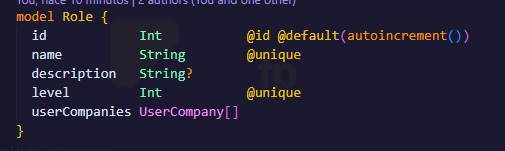 You, hace 10 minutos | 2 authors (You and one other)
model Role {
id Int @id @default(autoincrement())
name String @unique
description String?
level Int @unique
userCompanies UserCompany[]
}